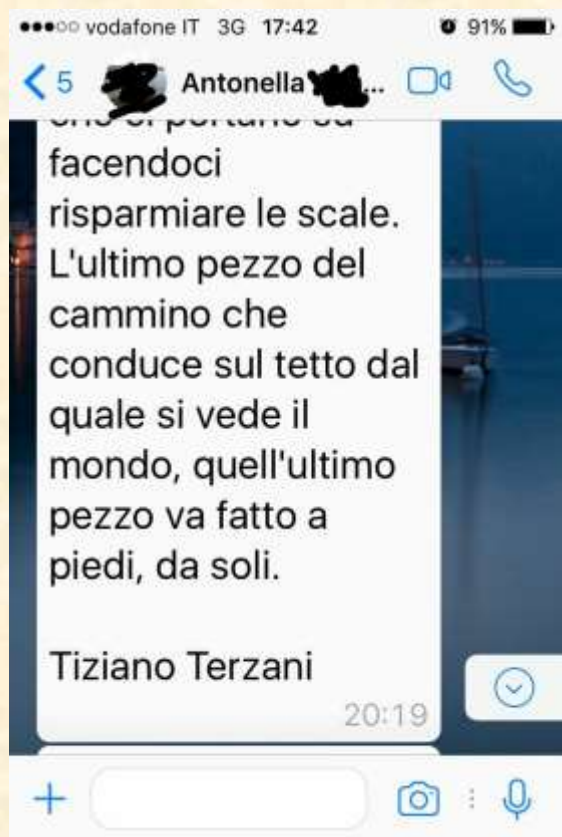 vodafone IT 3G 17:42 91%
5 Antonella ...
facendoci
risparmiare le scale.
L'ultimo pezzo del
cammino che
conduce sul tetto dal
quale si vede il
mondo, quell'ultimo
pezzo va fatto a
piedi, da soli.
Tiziano Terzani
20:19